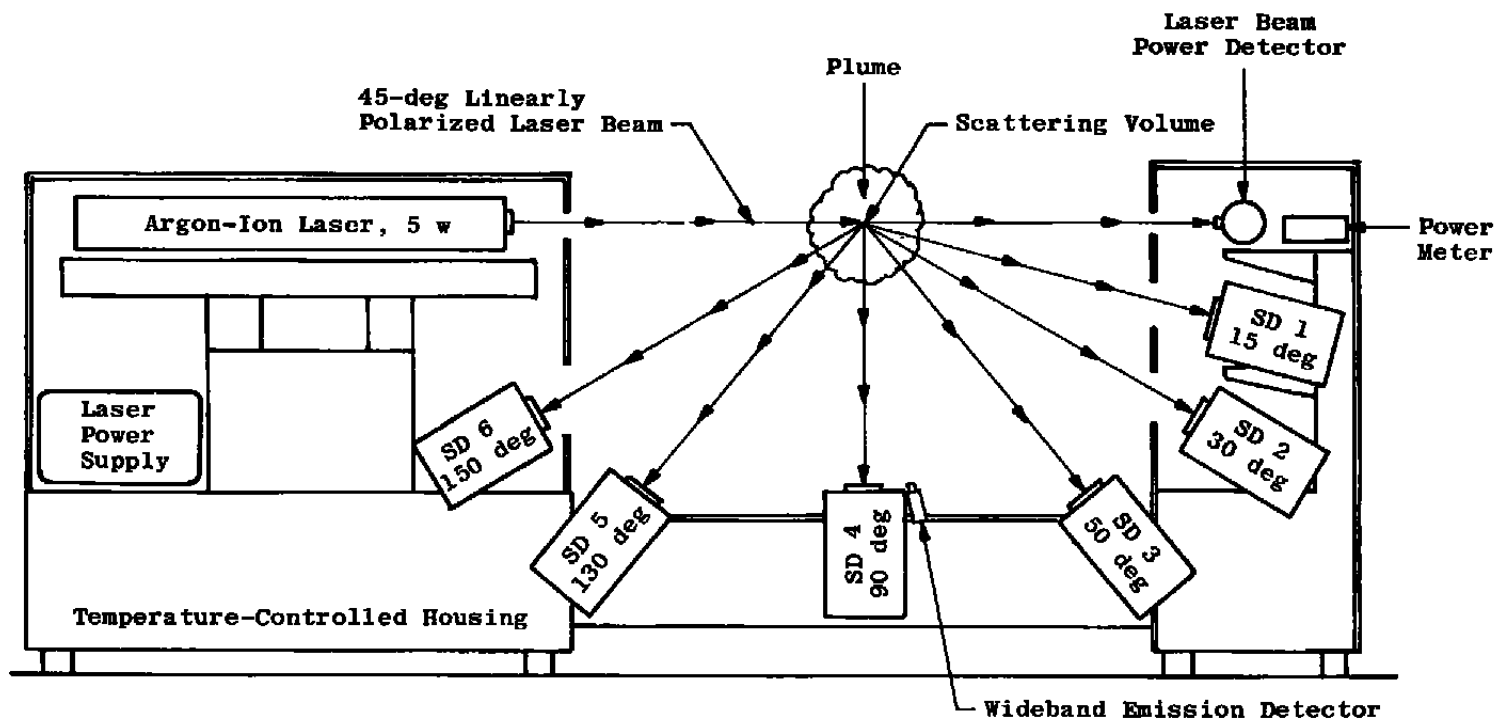 Laser Beam
Power Detector
Plume
45-deg Linearly
Polarized Laser Beam
Scattering Volume
Argon-Ion Laser, 5 w
Power
Meter
SD 1
15 deg
Laser
Power
Supply
SD 6
150 deg
SD 2
30 deg
SD 5
130 deg
SD 4
90 deg
SD 3
50 deg
Temperature-Controlled Housing
Wideband Emission Detector